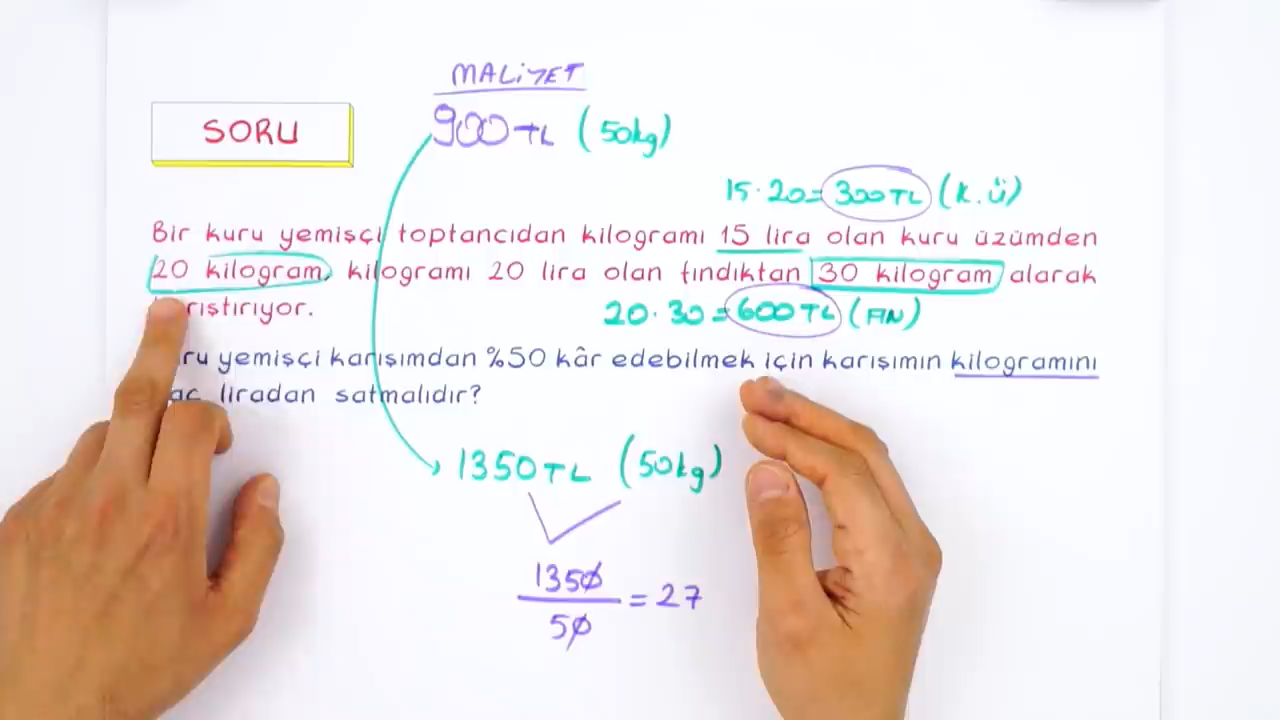 MALİYET
900 TL (50kg)
SORU
15·20=300TL (K.Ü)
Bir kuru yemişçi toptancıdan kilogramı 15 lira olan kuru üzümden
20 kilogram, kilogramı 20 lira olan fındıktan 30 kilogram alarak
rıştırıyor.
20·30=600TL (FIN)
ru yemişçi karışımdan %50 kâr edebilmek için karışımın kilogramını
aç liradan satmalıdır?
1350TL (50kg)
1350
= 27
50